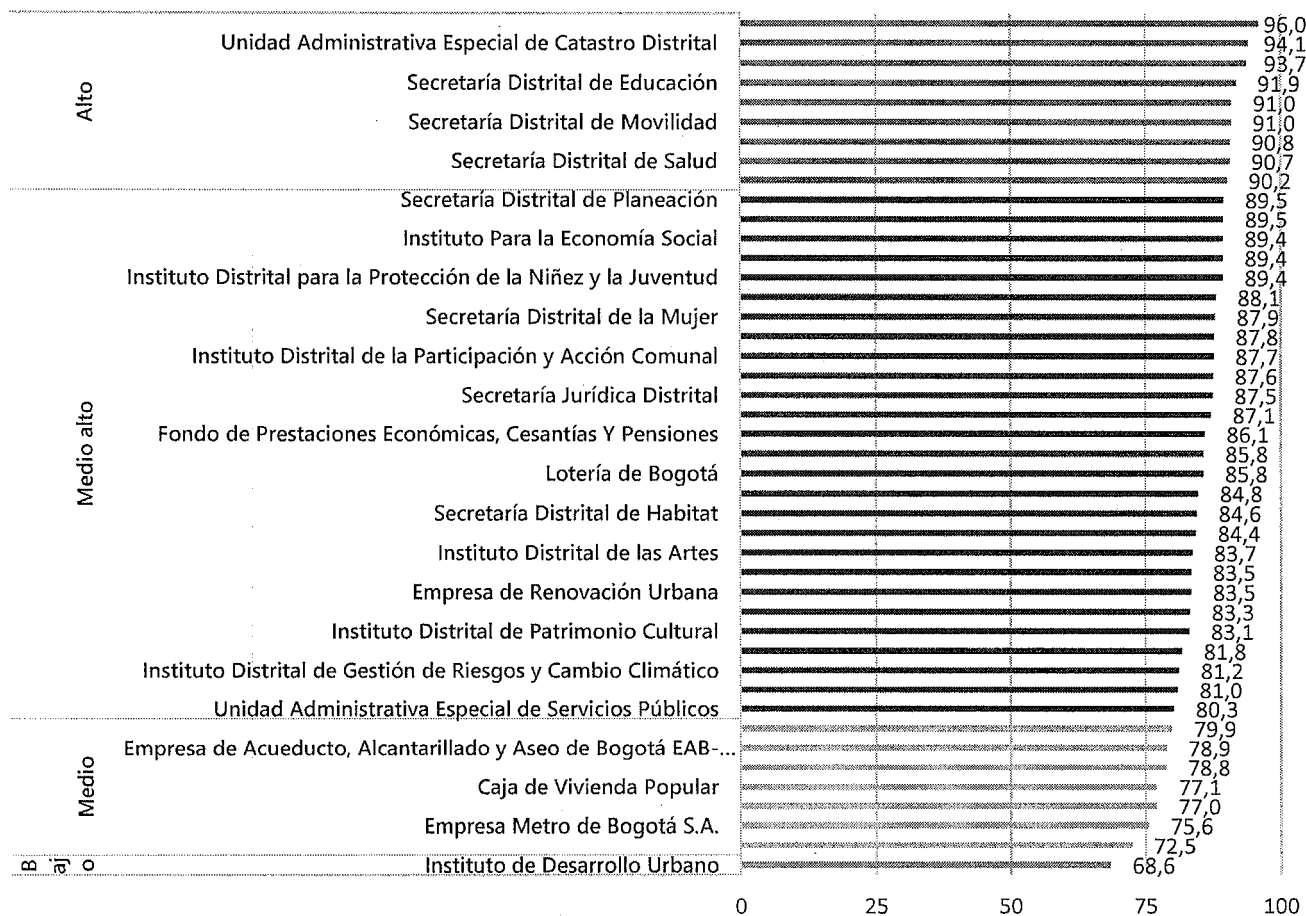 Alto
96,0
Unidad Administrativa Especial de Catastro Distrital 94,1
93,7
Secretaría Distrital de Educación 91,9
91,0
Secretaría Distrital de Movilidad 91,0
90,8
Secretaría Distrital de Salud 90,7
90,2
Medio alto
Secretaría Distrital de Planeación 89,5
89,5
Instituto Para la Economía Social 89,4
89,4
Instituto Distrital para la Protección de la Niñez y la Juventud 89,4
88,1
Secretaría Distrital de la Mujer 87,9
87,8
Instituto Distrital de la Participación y Acción Comunal 87,7
87,6
Secretaría Jurídica Distrital 87,5
87,1
Fondo de Prestaciones Económicas, Cesantías Y Pensiones 86,1
85,8
Lotería de Bogotá 85,8
84,8
Secretaría Distrital de Habitat 84,6
84,4
Instituto Distrital de las Artes 83,7
83,5
Empresa de Renovación Urbana 83,5
83,3
Instituto Distrital de Patrimonio Cultural 83,1
81,8
Instituto Distrital de Gestión de Riesgos y Cambio Climático 81,2
81,0
Unidad Administrativa Especial de Servicios Públicos 80,3
Medio
79,9
Empresa de Acueducto, Alcantarillado y Aseo de Bogotá EAB-... 78,9
78,8
Caja de Vivienda Popular 77,1
77,0
Empresa Metro de Bogotá S.A. 75,6
72,5
B
aj
o
Instituto de Desarrollo Urbano 68,6
0 25 50 75 100